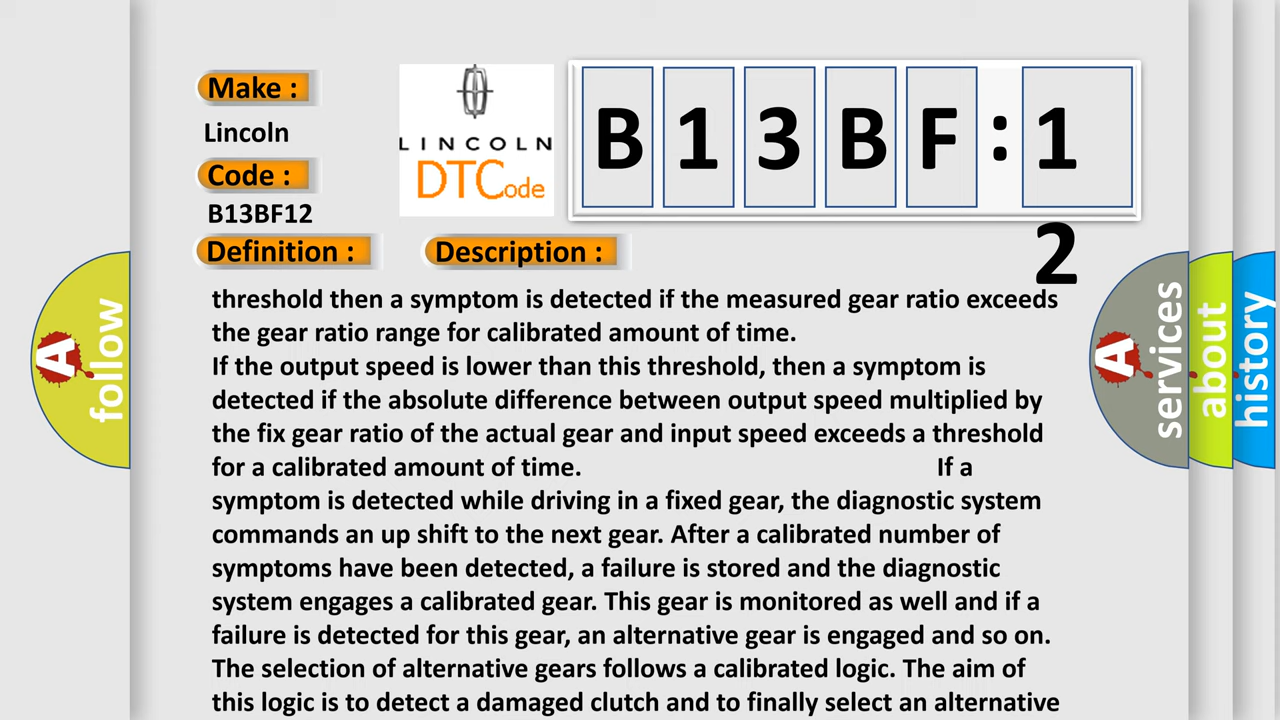 Make :
Lincoln
Code :
B13BF12
Definition :
Description :
LINCOLN
DTCode
B13BF:1
2
threshold then a symptom is detected if the measured gear ratio exceeds
the gear ratio range for calibrated amount of time.
If the output speed is lower than this threshold, then a symptom is
detected if the absolute difference between output speed multiplied by
the fix gear ratio of the actual gear and input speed exceeds a threshold
for a calibrated amount of time. If a
symptom is detected while driving in a fixed gear, the diagnostic system
commands an up shift to the next gear. After a calibrated number of
symptoms have been detected, a failure is stored and the diagnostic
system engages a calibrated gear. This gear is monitored as well and if a
failure is detected for this gear, an alternative gear is engaged and so on.
The selection of alternative gears follows a calibrated logic. The aim of
this logic is to detect a damaged clutch and to finally select an alternative
A
follow
A
services
about
history